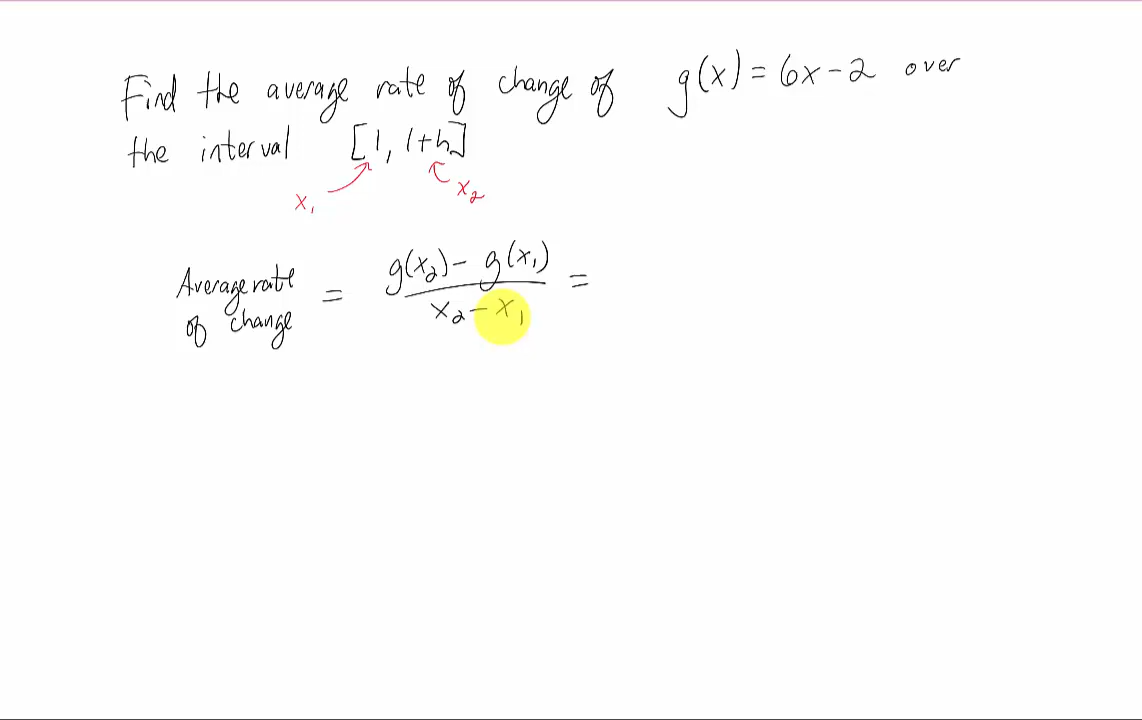 Find the average rate of change of g(x) = 6x - 2 over
the interval [1, 1+h]
x₁ x₂
Average rate of change = g(x₂) - g(x₁) / x₂ - x₁ =